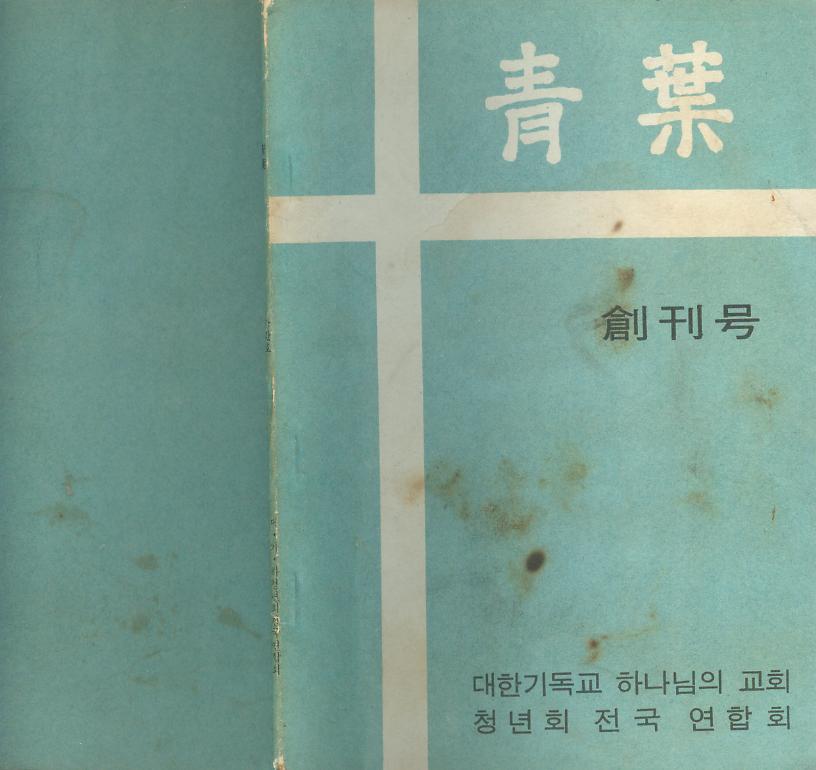 青葉
創刊号
대한기독교 하나님의 교회
청년회 전국 연합회